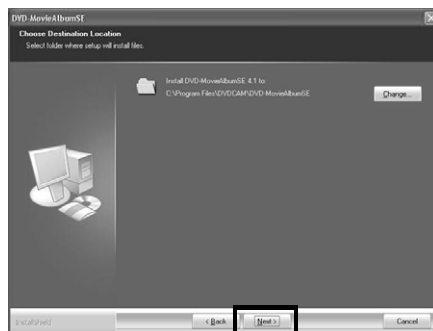 DVD-MovieAlbumSE
Choose Destination Location
Select folder where setup will install files.
Install DVD-MovieAlbumSE 4.1 to:
C:\Program Files\DVDCAM\DVD-MovieAlbumSE
Change...
InstallShield
< Back
Next >
Cancel